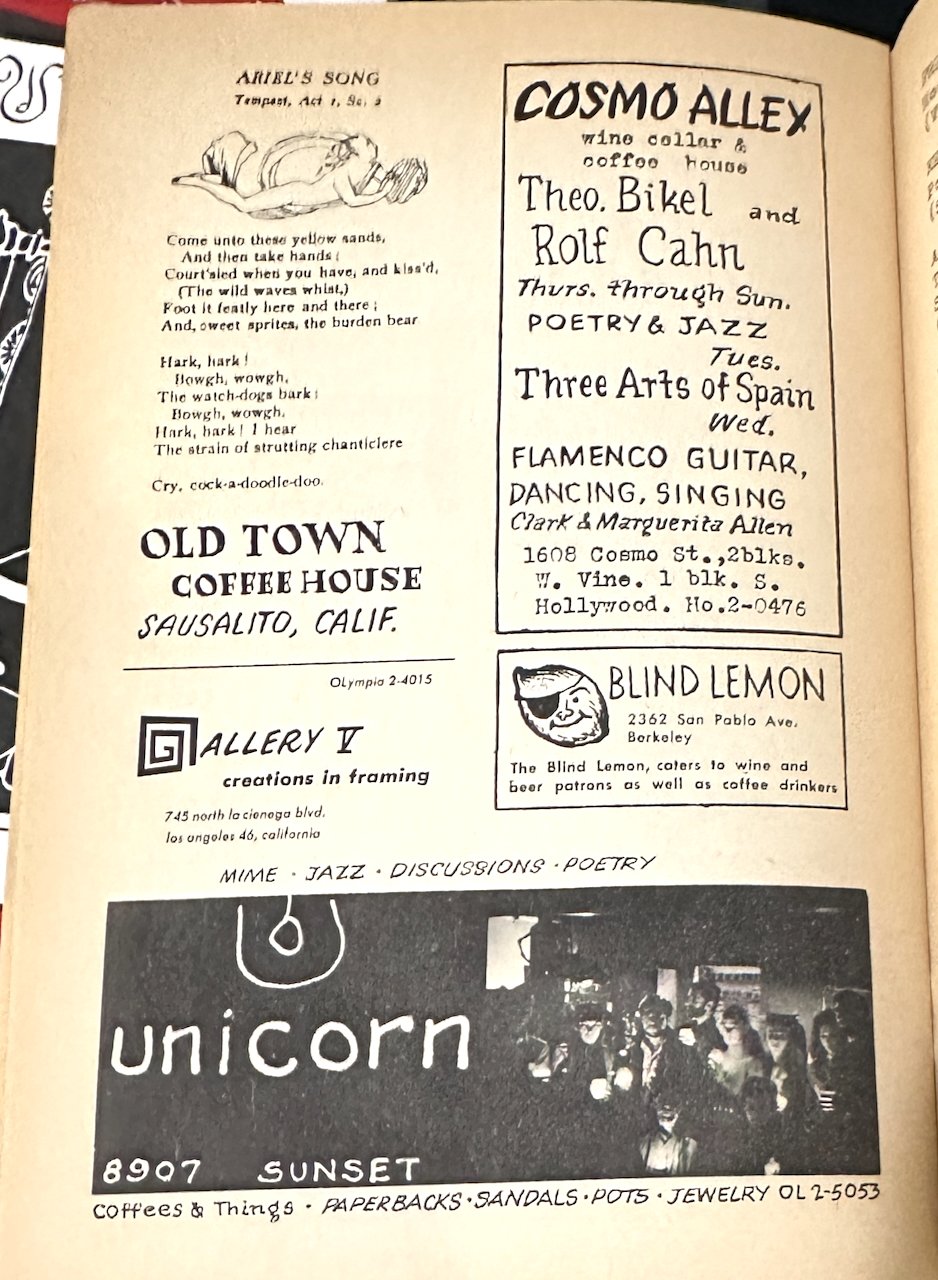 ARIEL'S SONG
Tempest, Act 1, Sc. 2
Come unto these yellow sands,
And then take hands;
Court'sied when you have, and kiss'd,
(The wild waves whist,)
Foot it featly here and there;
And, sweet sprites, the burden bear
Hark, hark!
Bowgh, wowgh,
The watch-dogs bark;
Bowgh, wowgh.
Hark, hark! I hear
The strain of strutting chanticlere
Cry, cock-a-doodle-doo.
OLD TOWN
COFFEE HOUSE
SAUSALITO, CALIF.
OLympia 2-4015
GALLERY V
creations in framing
745 north la cienega blvd.
los angeles 46, california
COSMO ALLEY
wine cellar &
coffee house
Theo. Bikel and
Rolf Cahn
Thurs. through Sun.
POETRY & JAZZ
Tues.
Three Arts of Spain
Wed.
FLAMENCO GUITAR,
DANCING, SINGING
Clark & Marguerita Allen
1608 Cosmo St., 2blks.
W. Vine. 1 blk. S.
Hollywood. Ho.2-0476
BLIND LEMON
2362 San Pablo Ave.
Berkeley
The Blind Lemon, caters to wine and
beer patrons as well as coffee drinkers
MIME · JAZZ · DISCUSSIONS · POETRY
unicorn
8907 SUNSET
Coffees & Things · PAPERBACKS · SANDALS · POTS · JEWELRY OL 2-5053